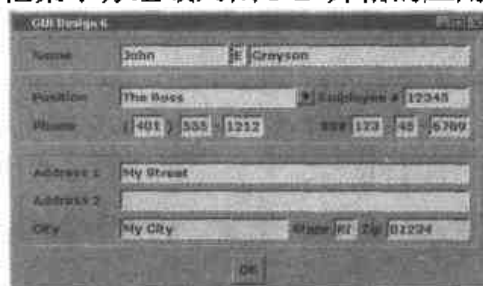 GUI Design 6
Name John E Grayson
Position The Boss Employee # 12345
Phone ( 401 ) 555 - 1212 SS# 123 - 45 - 6789
Address 1 My Street
Address 2
City My City State RI Zip 01234
OK